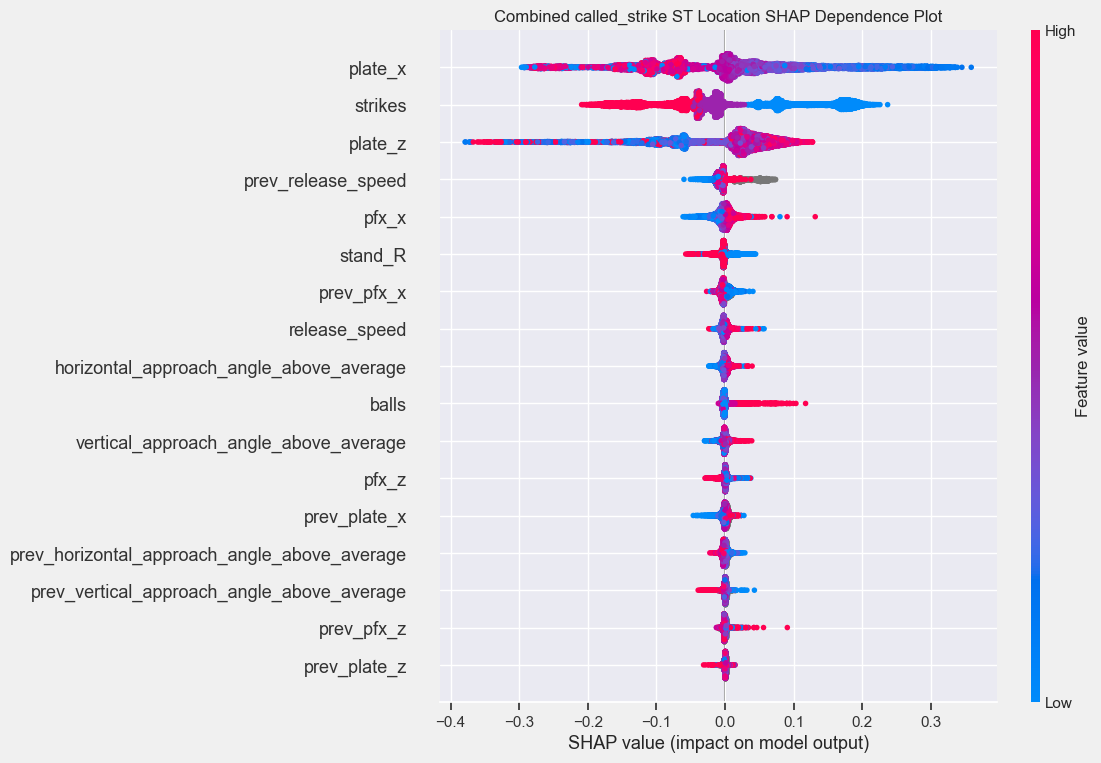 Combined called_strike ST Location SHAP Dependence Plot
High
plate_x
strikes
plate_z
prev_release_speed
pfx_x
stand_R
prev_pfx_x
release_speed
horizontal_approach_angle_above_average
balls
vertical_approach_angle_above_average
pfx_z
prev_plate_x
prev_horizontal_approach_angle_above_average
prev_vertical_approach_angle_above_average
prev_pfx_z
prev_plate_z
Feature value
Low
−0.4 −0.3 −0.2 −0.1 0.0 0.1 0.2 0.3
SHAP value (impact on model output)